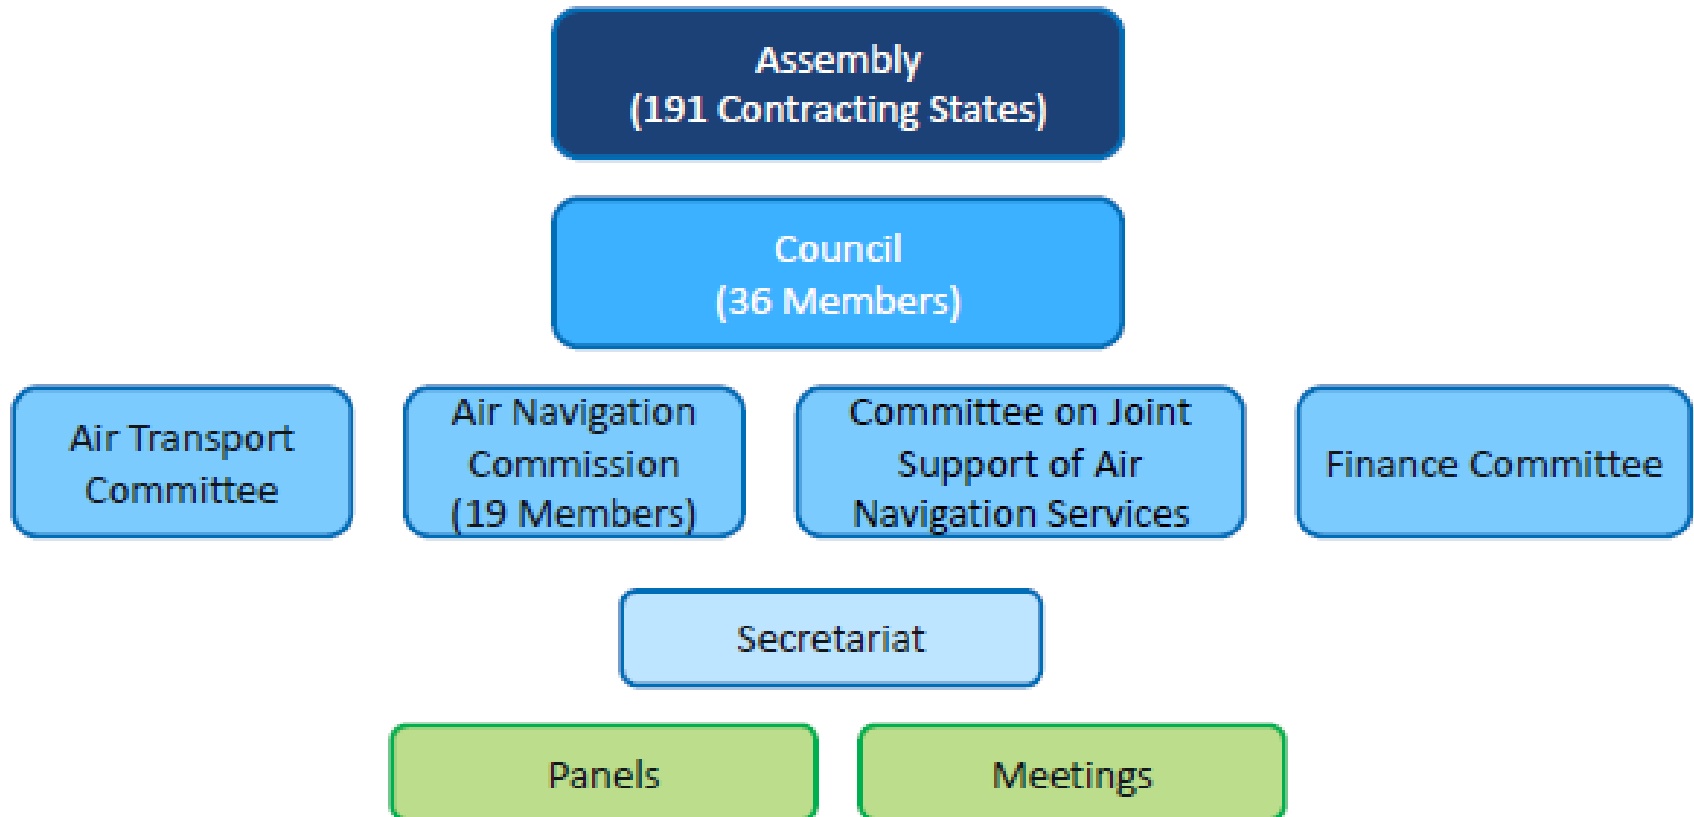 Assembly
(191 Contracting States)
Council
(36 Members)
Air Transport
Committee
Air Navigation
Commission
(19 Members)
Committee on Joint
Support of Air
Navigation Services
Finance Committee
Secretariat
Panels
Meetings